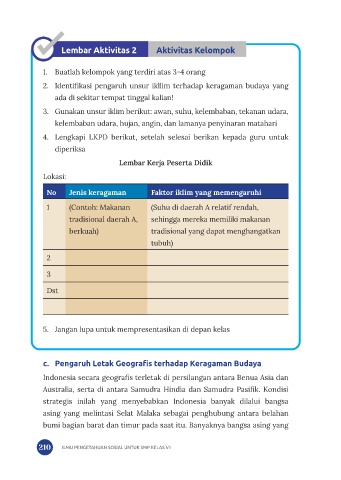 Lembar Aktivitas 2 Aktivitas Kelompok
1. Buatlah kelompok yang terdiri atas 3-4 orang
2. Identifikasi pengaruh unsur iklim terhadap keragaman budaya yang
ada di sekitar tempat tinggal kalian!
3. Gunakan unsur iklim berikut: awan, suhu, kelembaban, tekanan udara,
kelembaban udara, hujan, angin, dan lamanya penyinaran matahari
4. Lengkapi LKPD berikut, setelah selesai berikan kepada guru untuk
diperiksa
Lembar Kerja Peserta Didik
Lokasi:
No Jenis keragaman Faktor iklim yang memengaruhi
1 (Contoh: Makanan (Suhu di daerah A relatif rendah,
tradisional daerah A, sehingga mereka memiliki makanan
berkuah) tradisional yang dapat menghangatkan
tubuh)
2
3
Dst
5. Jangan lupa untuk mempresentasikan di depan kelas
c. Pengaruh Letak Geografis terhadap Keragaman Budaya
Indonesia secara geografis terletak di persilangan antara Benua Asia dan
Australia, serta di antara Samudra Hindia dan Samudra Pasifik. Kondisi
strategis inilah yang menyebabkan Indonesia banyak dilalui bangsa
asing yang melintasi Selat Malaka sebagai penghubung antara belahan
bumi bagian barat dan timur pada saat itu. Banyaknya bangsa asing yang
210 ILMU PENGETAHUAN SOSIAL UNTUK SMP KELAS VII